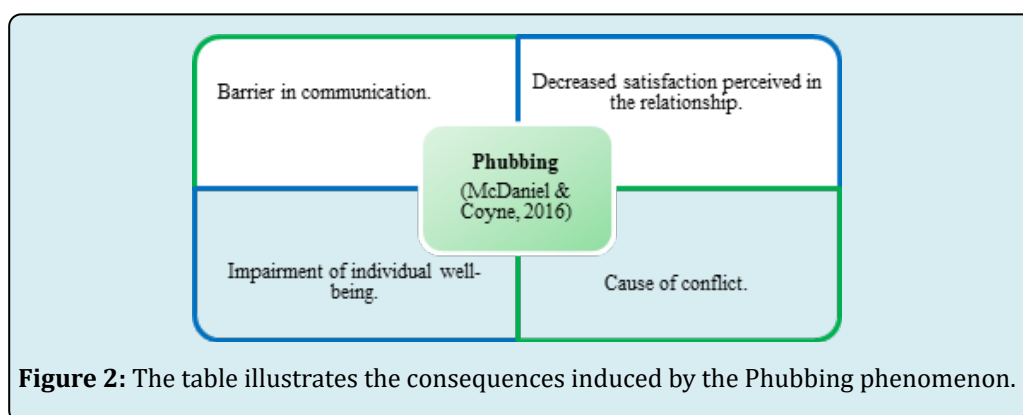 Barrier in communication.
Decreased satisfaction perceived in
the relationship.
Phubbing
(McDaniel &
Coyne, 2016)
Impairment of individual well-
being.
Cause of conflict.
Figure 2: The table illustrates the consequences induced by the Phubbing phenomenon.